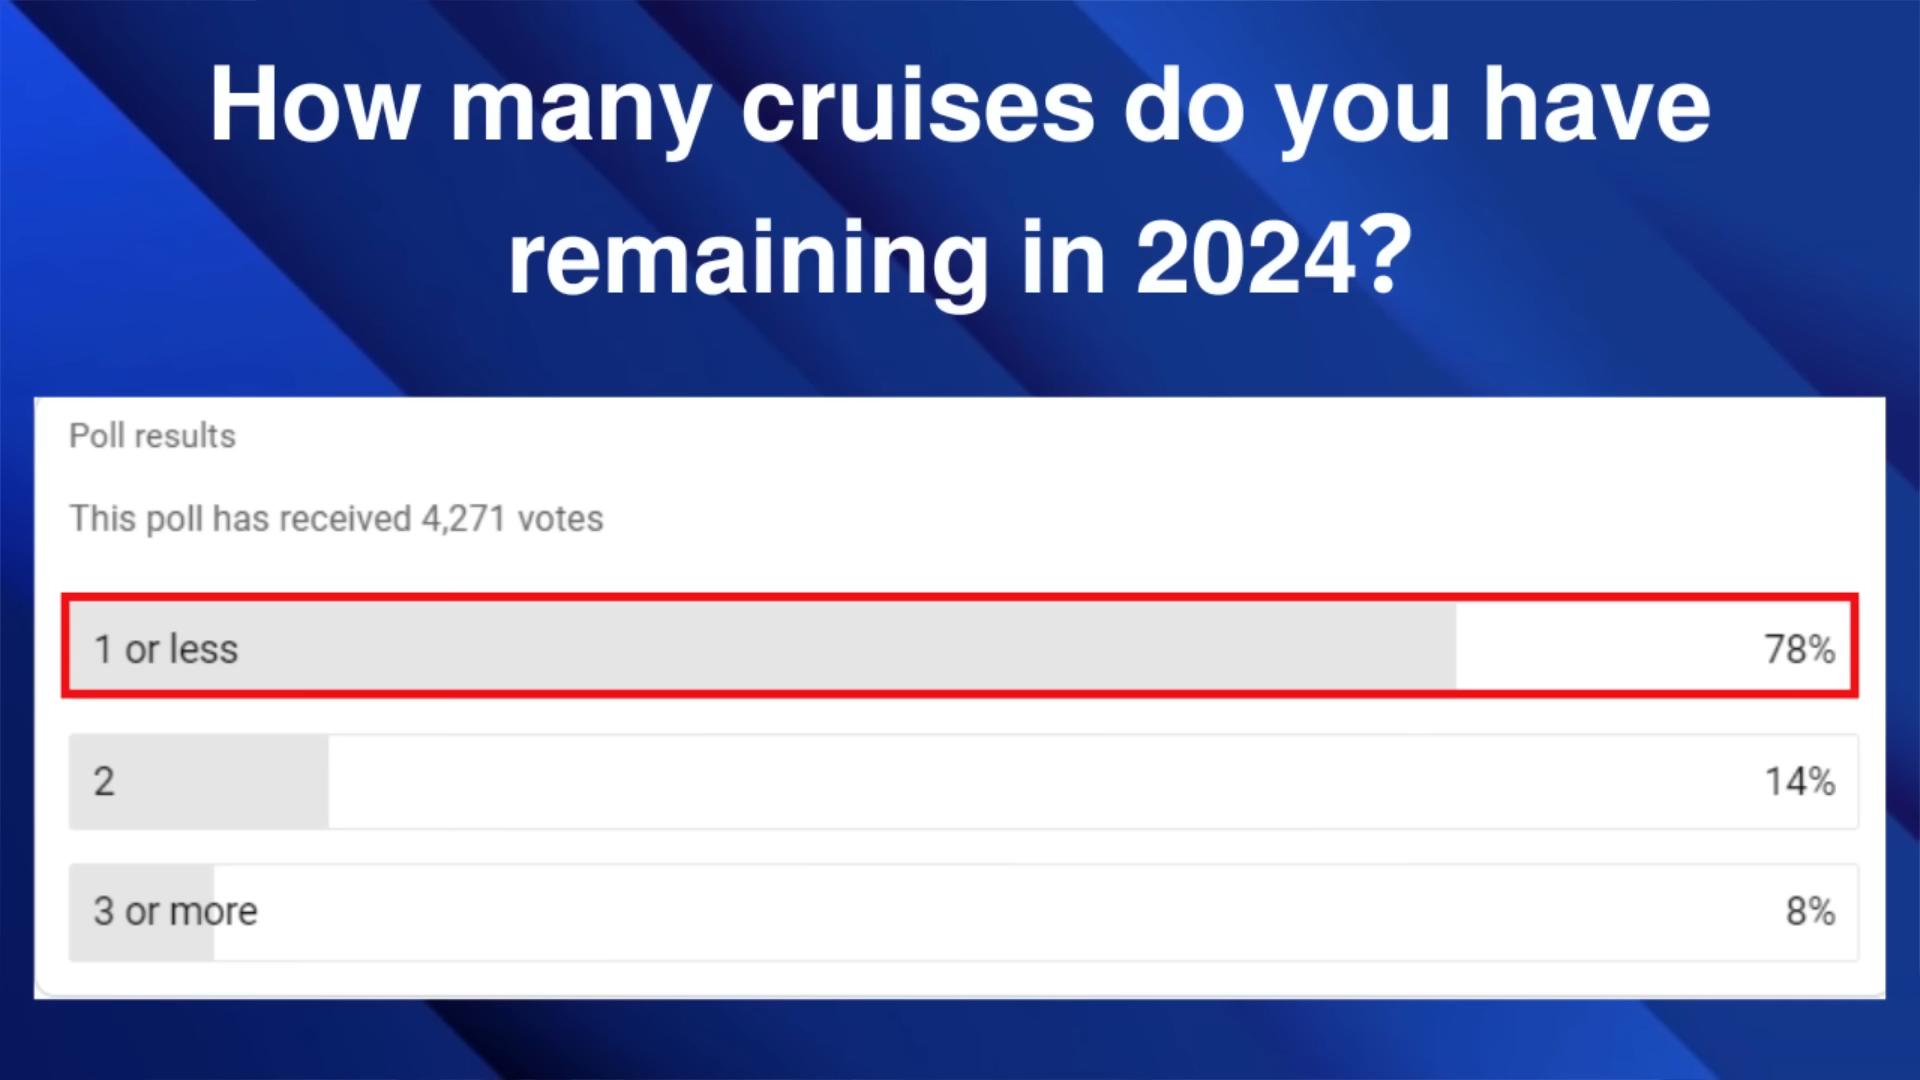 How many cruises do you have
remaining in 2024?
Poll results
This poll has received 4,271 votes
1 or less 78%
2 14%
3 or more 8%